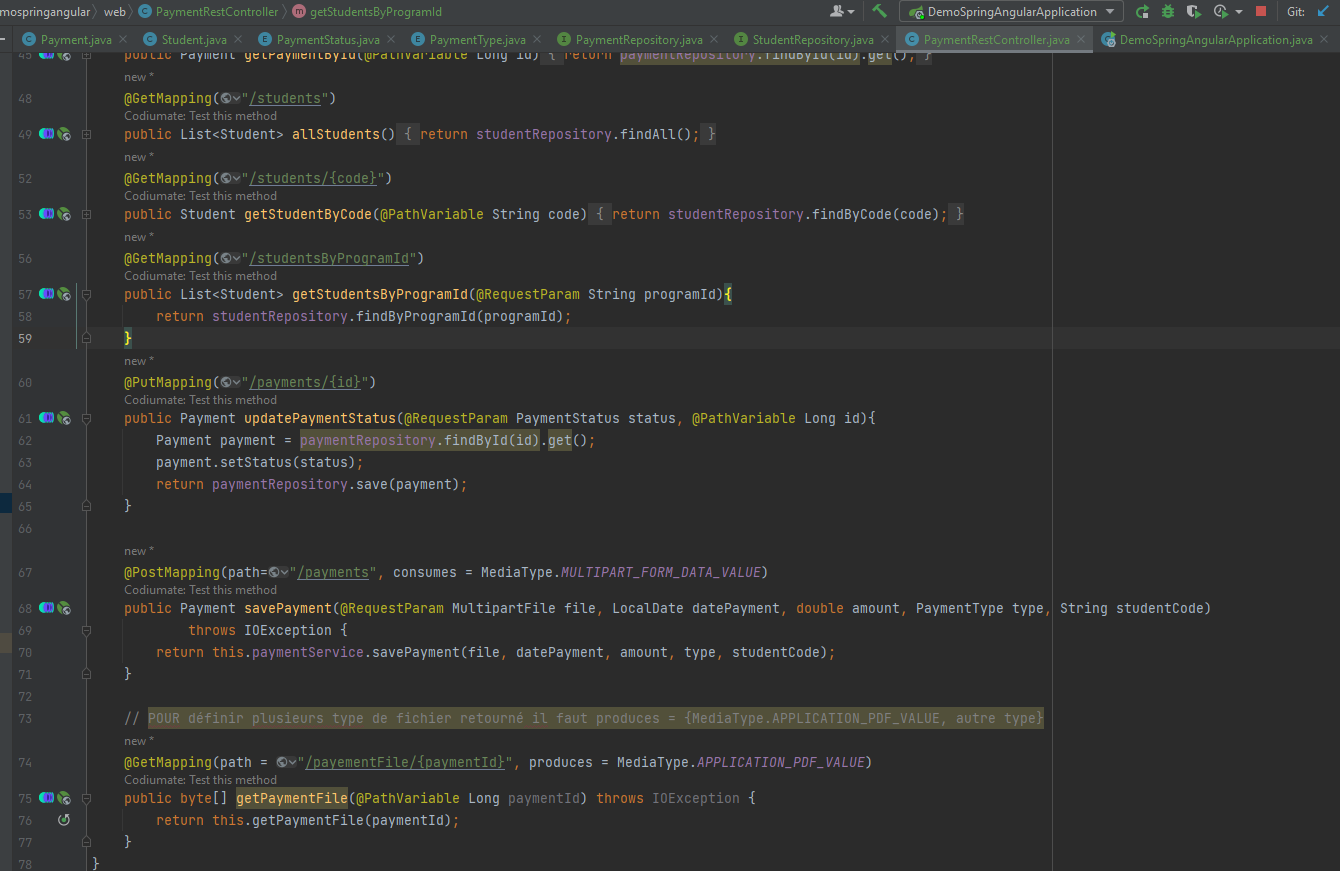 mospringangular web PaymentRestController getStudentsByProgramId DemoSpringAngularApplication Git:
Payment.java Student.java PaymentStatus.java PaymentType.java PaymentRepository.java StudentRepository.java PaymentRestController.java DemoSpringAngularApplication.java
45 public Payment getPaymentById(@PathVariable Long id) { return paymentRepository.findById(id).get(); }
new *
48 @GetMapping("/students")
Codiumate: Test this method
49 public List<Student> allStudents() { return studentRepository.findAll(); }
new *
52 @GetMapping("/students/{code}")
Codiumate: Test this method
53 public Student getStudentByCode(@PathVariable String code) { return studentRepository.findByCode(code); }
new *
56 @GetMapping("/studentsByProgramId")
Codiumate: Test this method
57 public List<Student> getStudentsByProgramId(@RequestParam String programId){
58 return studentRepository.findByProgramId(programId);
59 }
new *
60 @PutMapping("/payments/{id}")
Codiumate: Test this method
61 public Payment updatePaymentStatus(@RequestParam PaymentStatus status, @PathVariable Long id){
62 Payment payment = paymentRepository.findById(id).get();
63 payment.setStatus(status);
64 return paymentRepository.save(payment);
65 }
66
new *
67 @PostMapping(path="/payments", consumes = MediaType.MULTIPART_FORM_DATA_VALUE)
Codiumate: Test this method
68 public Payment savePayment(@RequestParam MultipartFile file, LocalDate datePayment, double amount, PaymentType type, String studentCode)
69 throws IOException {
70 return this.paymentService.savePayment(file, datePayment, amount, type, studentCode);
71 }
72
73 // POUR définir plusieurs type de fichier retourné il faut produces = {MediaType.APPLICATION_PDF_VALUE, autre type}
new *
74 @GetMapping(path = "/payementFile/{paymentId}", produces = MediaType.APPLICATION_PDF_VALUE)
Codiumate: Test this method
75 public byte[] getPaymentFile(@PathVariable Long paymentId) throws IOException {
76 return this.getPaymentFile(paymentId);
77 }
78 }